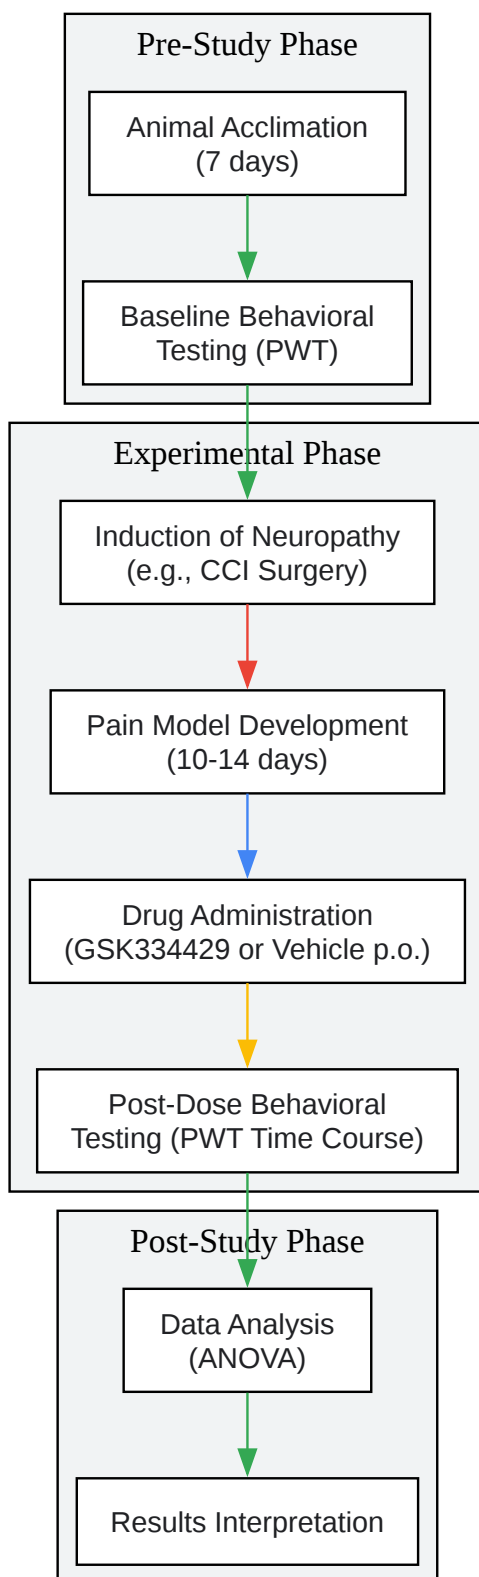 Pre-Study Phase
Animal Acclimation
(7 days)
Baseline Behavioral
Testing (PWT)
Experimental Phase
Induction of Neuropathy
(e.g., CCI Surgery)
Pain Model Development
(10-14 days)
Drug Administration
(GSK334429 or Vehicle p.o.)
Post-Dose Behavioral
Testing (PWT Time Course)
Post-Study Phase
Data Analysis
(ANOVA)
Results Interpretation